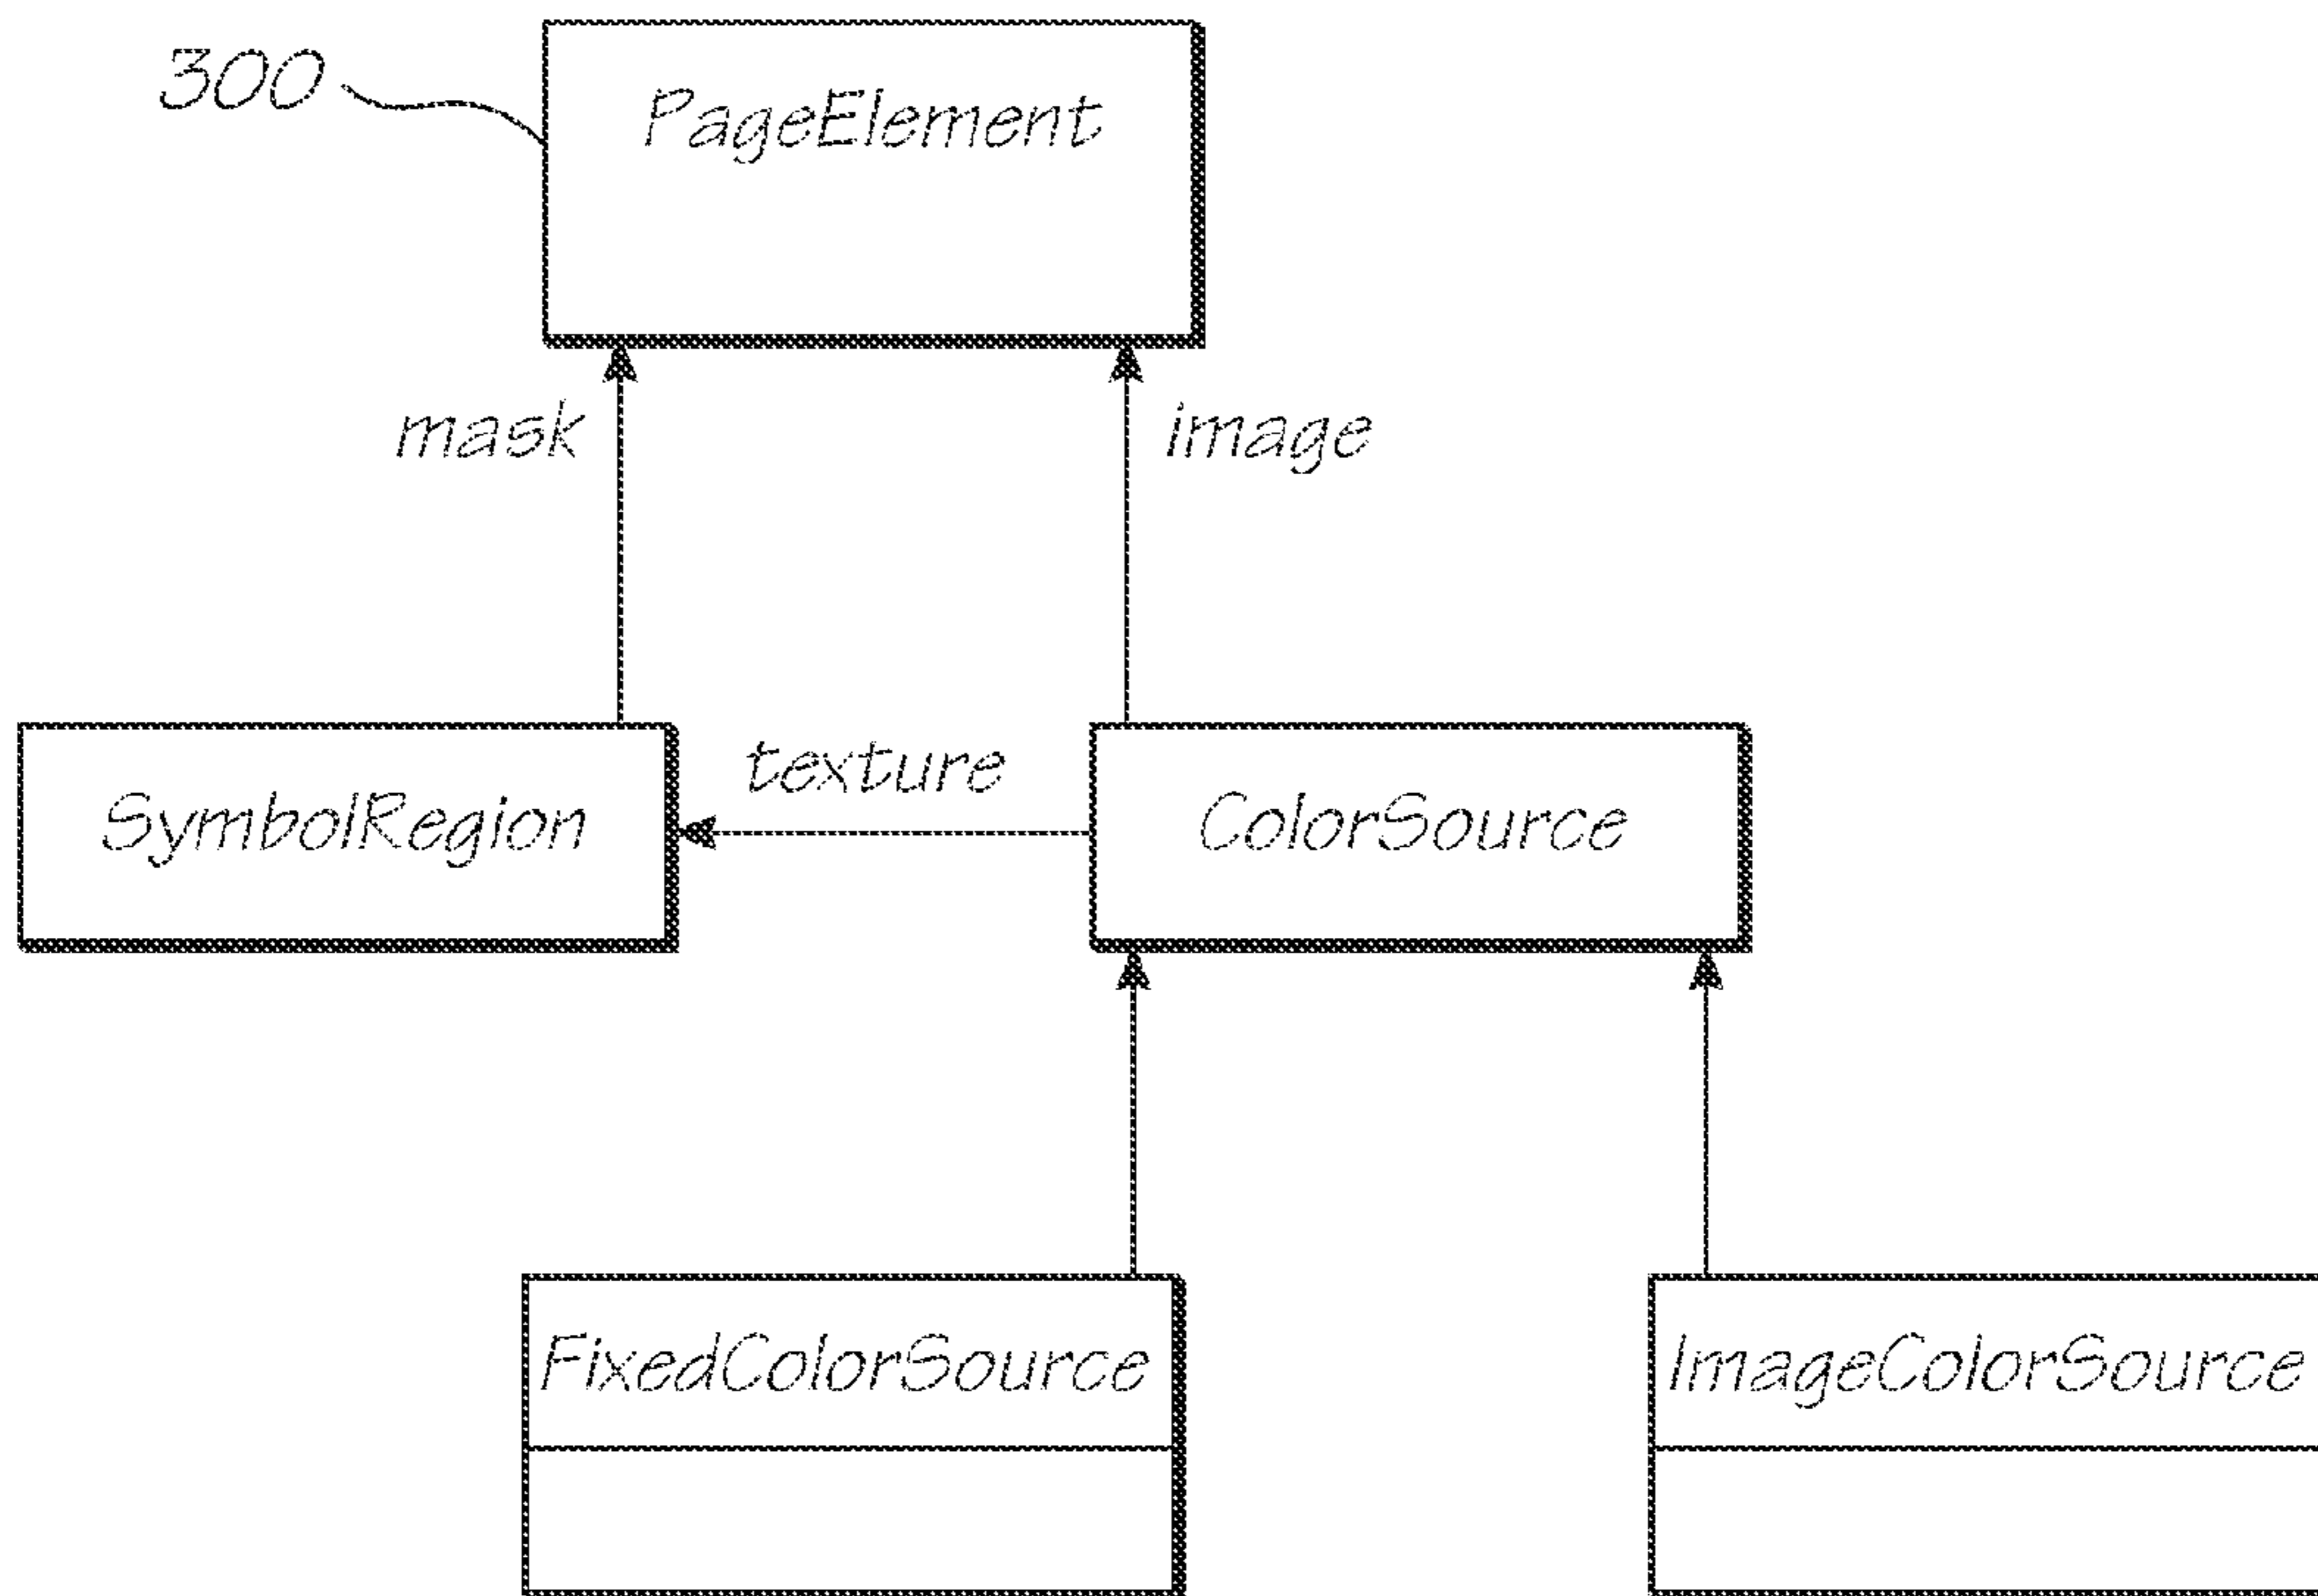 300
PageElement
mask
image
texture
SymbolRegion
ColorSource
FixedColorSource
ImageColorSource